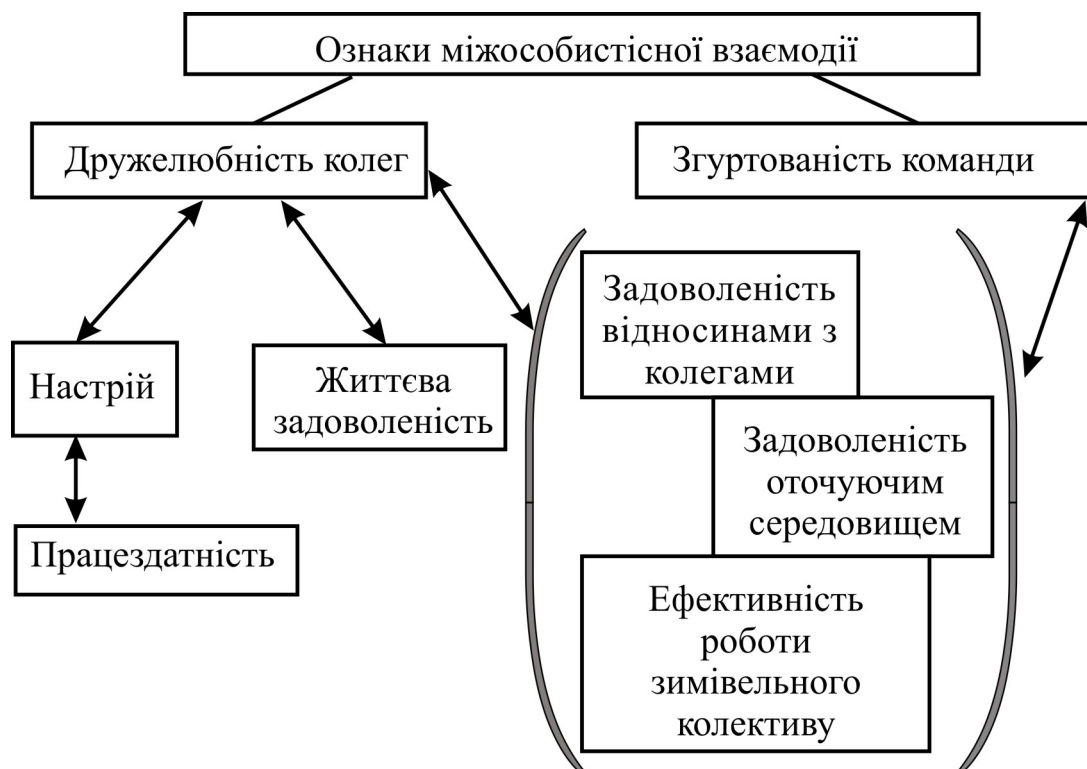 Ознаки міжособистісної взаємодії
Дружелюбність колег
Згуртованість команди
Задоволеність
відносинами з
колегами
Настрій
Життєва
задоволеність
Задоволеність
оточуючим
середовищем
Працездатність
Ефективність
роботи
зимівельного
колективу